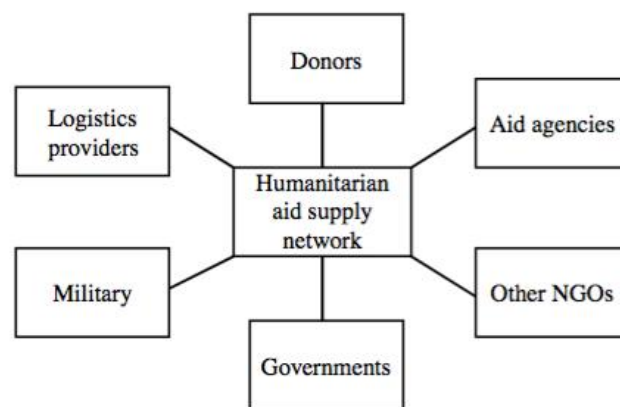 Donors
Logistics
providers
Aid agencies
Humanitarian
aid supply
network
Military
Other NGOs
Governments